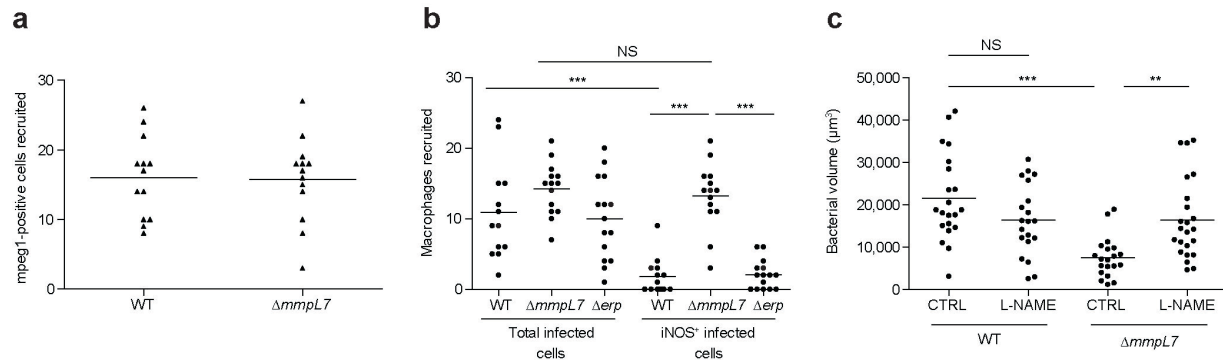 a
mpeg1-positive cells recruited
30
20
10
0
WT
ΔmmpL7
b
Macrophages recruited
30
20
10
0
NS
***
***
***
WT
ΔmmpL7
Δerp
WT
ΔmmpL7
Δerp
Total infected
cells
iNOS⁺ infected
cells
c
Bacterial volume (µm³)
50,000
40,000
30,000
20,000
10,000
0
NS
***
**
CTRL
L-NAME
CTRL
L-NAME
WT
ΔmmpL7